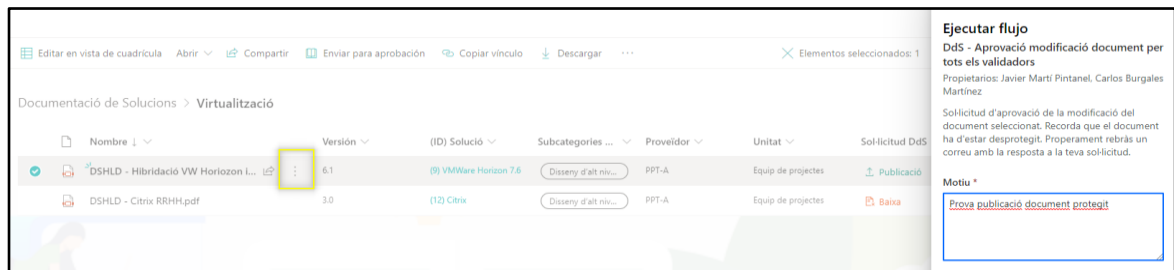 Editar en vista de cuadrícula Abrir Compartir Enviar para aprobación Copiar vínculo Descargar ··· Elementos seleccionados: 1
Documentació de Solucions > Virtualització
Nombre ↓ Versión (ID) Solució Subcategories ... Proveïdor Unitat Sol·licitud DdS
DSHLD - Hibridació VW Horiozon i... 6.1 (9) VMWare Horizon 7.6 Disseny d'alt niv... PPT-A Equip de projectes Publicació
DSHLD - Citrix RRHH.pdf 3.0 (12) Citrix Disseny d'alt niv... PPT-A Equip de projectes Baixa
Ejecutar flujo
DdS - Aprovació modificació document per
tots els validadors
Propietarios: Javier Martí Pintanel, Carlos Burgales
Martínez
Sol·licitud d'aprovació de la modificació del
document seleccionat. Recorda que el document
ha d'estar desprotegit. Properament rebràs un
correu amb la resposta a la teva sol·licitud.
Motiu *
Prova publicació document protegit